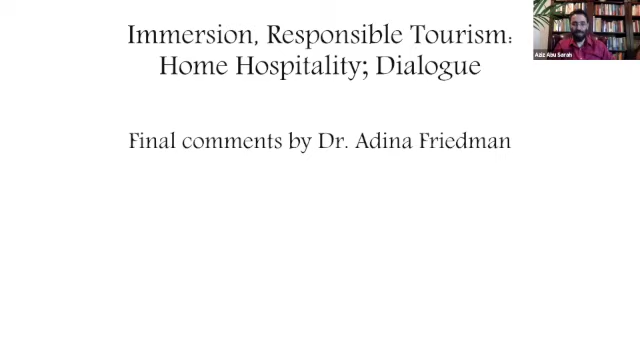 Immersion, Responsible Tourism:
Home Hospitality; Dialogue
Final comments by Dr. Adina Friedman
Aziz Abu Sarah